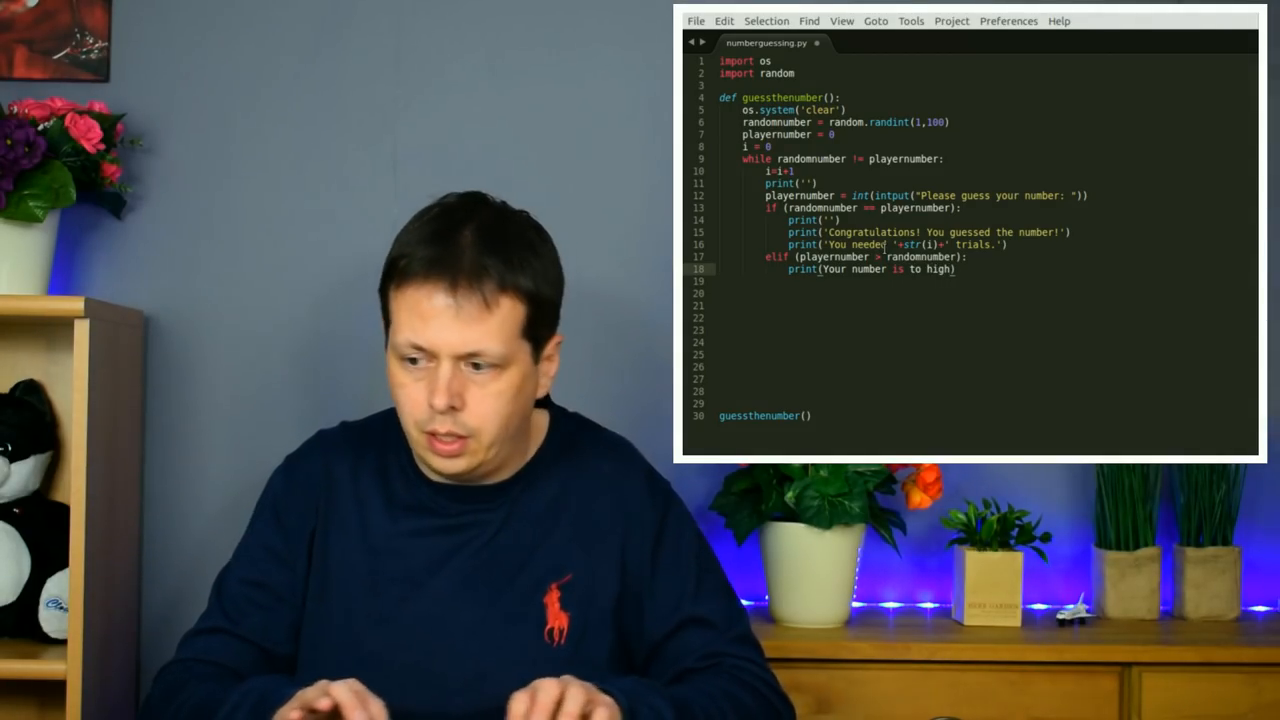 File Edit Selection Find View Goto Tools Project Preferences Help
numberguessing.py
1 import os
2 import random
3
4 def guessthenumber():
5 os.system('clear')
6 randomnumber = random.randint(1,100)
7 playernumber = 0
8 i = 0
9 while randomnumber != playernumber:
10 i=i+1
11 print('')
12 playernumber = int(intput("Please guess your number: "))
13 if (randomnumber == playernumber):
14 print('')
15 print('Congratulations! You guessed the number!')
16 print('You needed '+str(i)+' trials.')
17 elif (playernumber > randomnumber):
18 print(Your number is to high)
19
20
21
22
23
24
25
26
27
28
29
30 guessthenumber()
HERB GARDEN